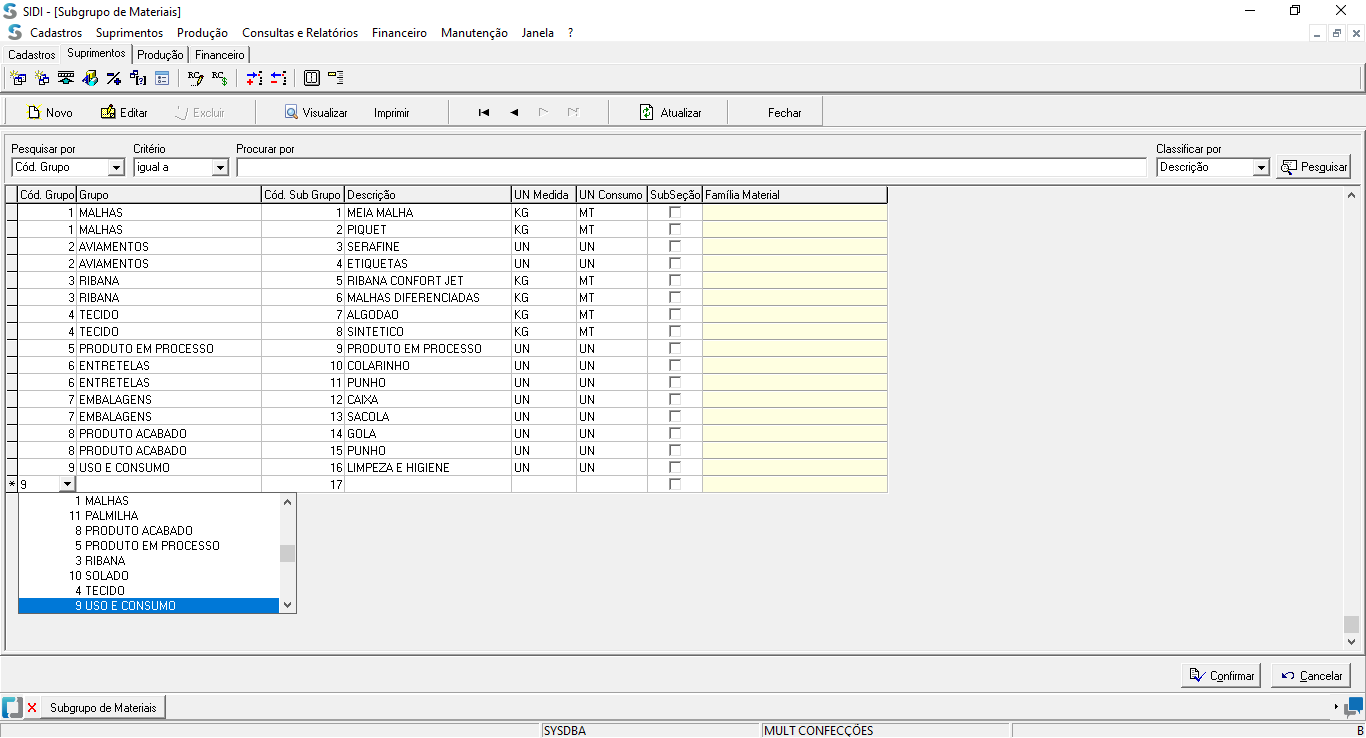 SIDI - [Subgrupo de Materiais]
Cadastros Suprimentos Produção Consultas e Relatórios Financeiro Manutenção Janela ?
Cadastros Suprimentos Produção Financeiro
Novo Editar Excluir Visualizar Imprimir Atualizar Fechar
Pesquisar por Critério Procurar por Classificar por
Cód. Grupo igual a Descrição Pesquisar
Cód. Grupo Grupo Cód. Sub Grupo Descrição UN Medida UN Consumo SubSeção Família Material
1 MALHAS 1 MEIA MALHA KG MT
1 MALHAS 2 PIQUET KG MT
2 AVIAMENTOS 3 SERAFINE UN UN
2 AVIAMENTOS 4 ETIQUETAS UN UN
3 RIBANA 5 RIBANA CONFORT JET KG MT
3 RIBANA 6 MALHAS DIFERENCIADAS KG MT
4 TECIDO 7 ALGODAO KG MT
4 TECIDO 8 SINTETICO KG MT
5 PRODUTO EM PROCESSO 9 PRODUTO EM PROCESSO UN UN
6 ENTRETELAS 10 COLARINHO UN UN
6 ENTRETELAS 11 PUNHO UN UN
7 EMBALAGENS 12 CAIXA UN UN
7 EMBALAGENS 13 SACOLA UN UN
8 PRODUTO ACABADO 14 GOLA UN UN
8 PRODUTO ACABADO 15 PUNHO UN UN
9 USO E CONSUMO 16 LIMPEZA E HIGIENE UN UN
* 9 17
1 MALHAS
11 PALMILHA
8 PRODUTO ACABADO
5 PRODUTO EM PROCESSO
3 RIBANA
10 SOLADO
4 TECIDO
9 USO E CONSUMO
Confirmar Cancelar
Subgrupo de Materiais
SYSDBA MULT CONFECÇÕES B